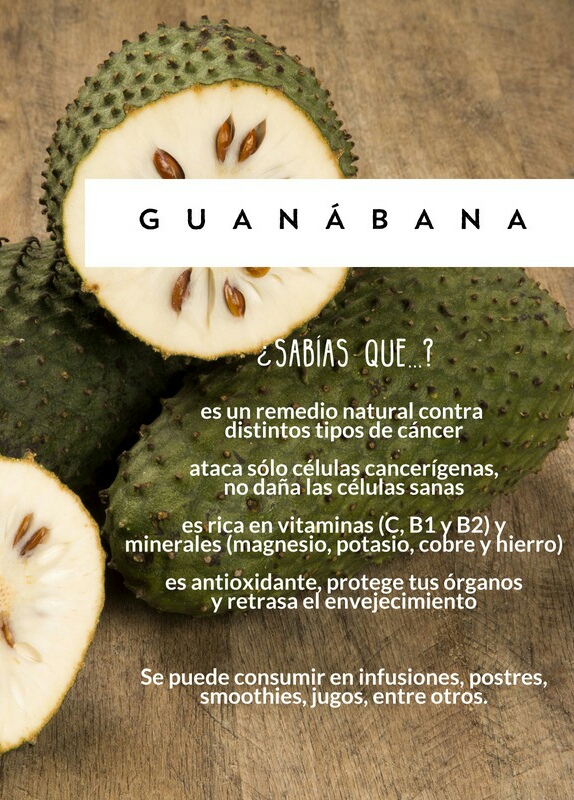 GUANÁBANA
¿SABÍAS QUE...?
es un remedio natural contra
distintos tipos de cáncer
ataca sólo células cancerígenas,
no daña las células sanas
es rica en vitaminas (C, B1 y B2) y
minerales (magnesio, potasio, cobre y hierro)
es antioxidante, protege tus órganos
y retrasa el envejecimiento
Se puede consumir en infusiones, postres,
smoothies, jugos, entre otros.